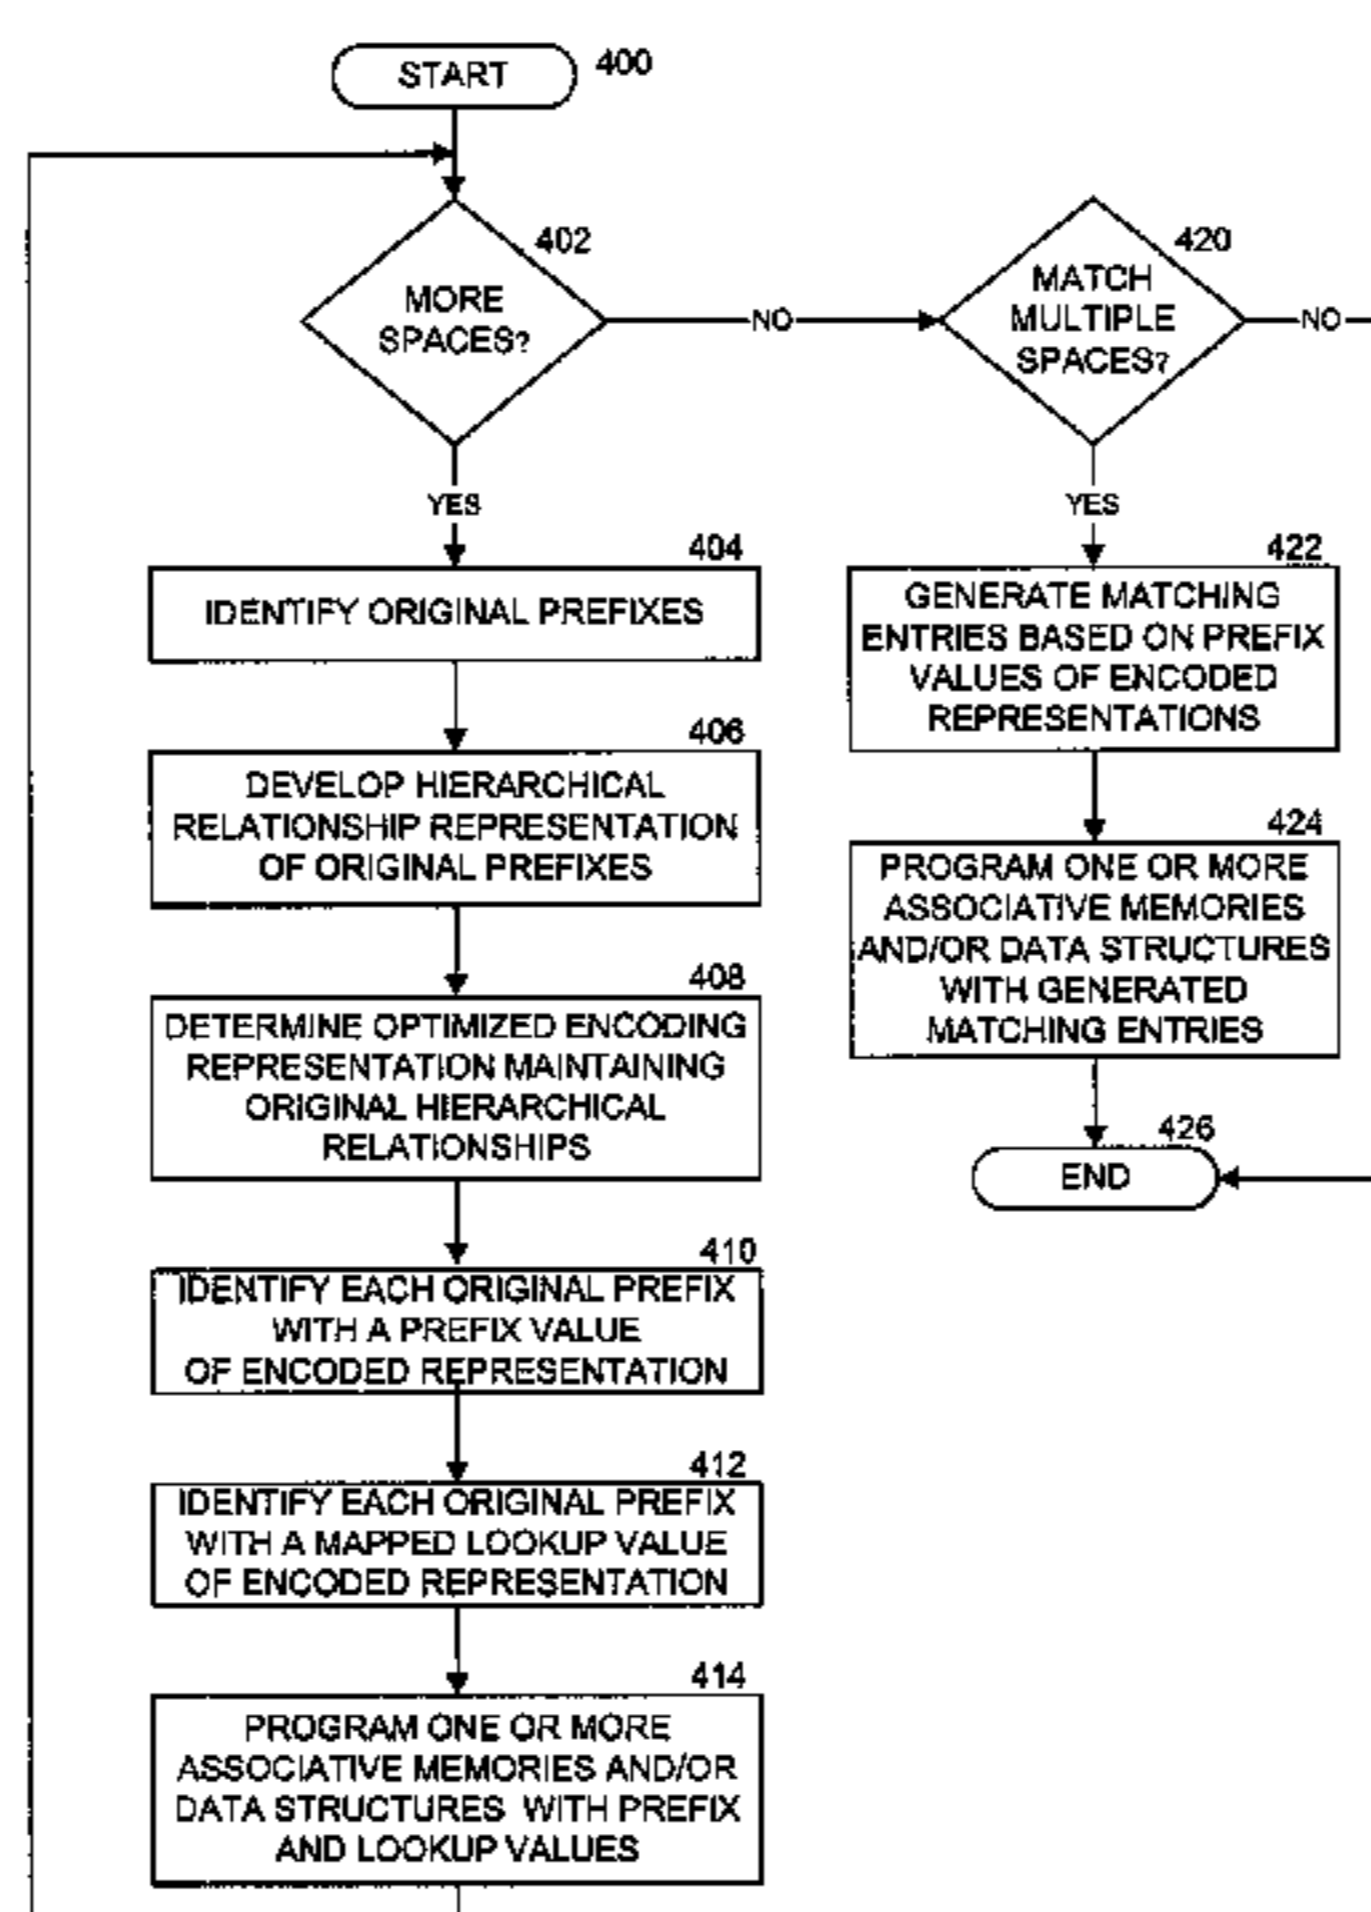 START
400
402
MORE
SPACES?
NO
420
MATCH
MULTIPLE
SPACES?
NO
YES
YES
404
IDENTIFY ORIGINAL PREFIXES
406
DEVELOP HIERARCHICAL
RELATIONSHIP REPRESENTATION
OF ORIGINAL PREFIXES
408
DETERMINE OPTIMIZED ENCODING
REPRESENTATION MAINTAINING
ORIGINAL HIERARCHICAL
RELATIONSHIPS
410
IDENTIFY EACH ORIGINAL PREFIX
WITH A PREFIX VALUE
OF ENCODED REPRESENTATION
412
IDENTIFY EACH ORIGINAL PREFIX
WITH A MAPPED LOOKUP VALUE
OF ENCODED REPRESENTATION
414
PROGRAM ONE OR MORE
ASSOCIATIVE MEMORIES AND/OR
DATA STRUCTURES WITH PREFIX
AND LOOKUP VALUES
422
GENERATE MATCHING
ENTRIES BASED ON PREFIX
VALUES OF ENCODED
REPRESENTATIONS
424
PROGRAM ONE OR MORE
ASSOCIATIVE MEMORIES
AND/OR DATA STRUCTURES
WITH GENERATED
MATCHING ENTRIES
426
END